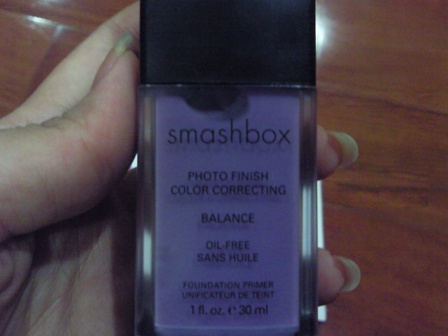 smashbox
PHOTO FINISH
COLOR CORRECTING
BALANCE
OIL-FREE
SANS HUILE
FOUNDATION PRIMER
UNIFICATEUR DE TEINT
1 fl. oz. e 30 ml